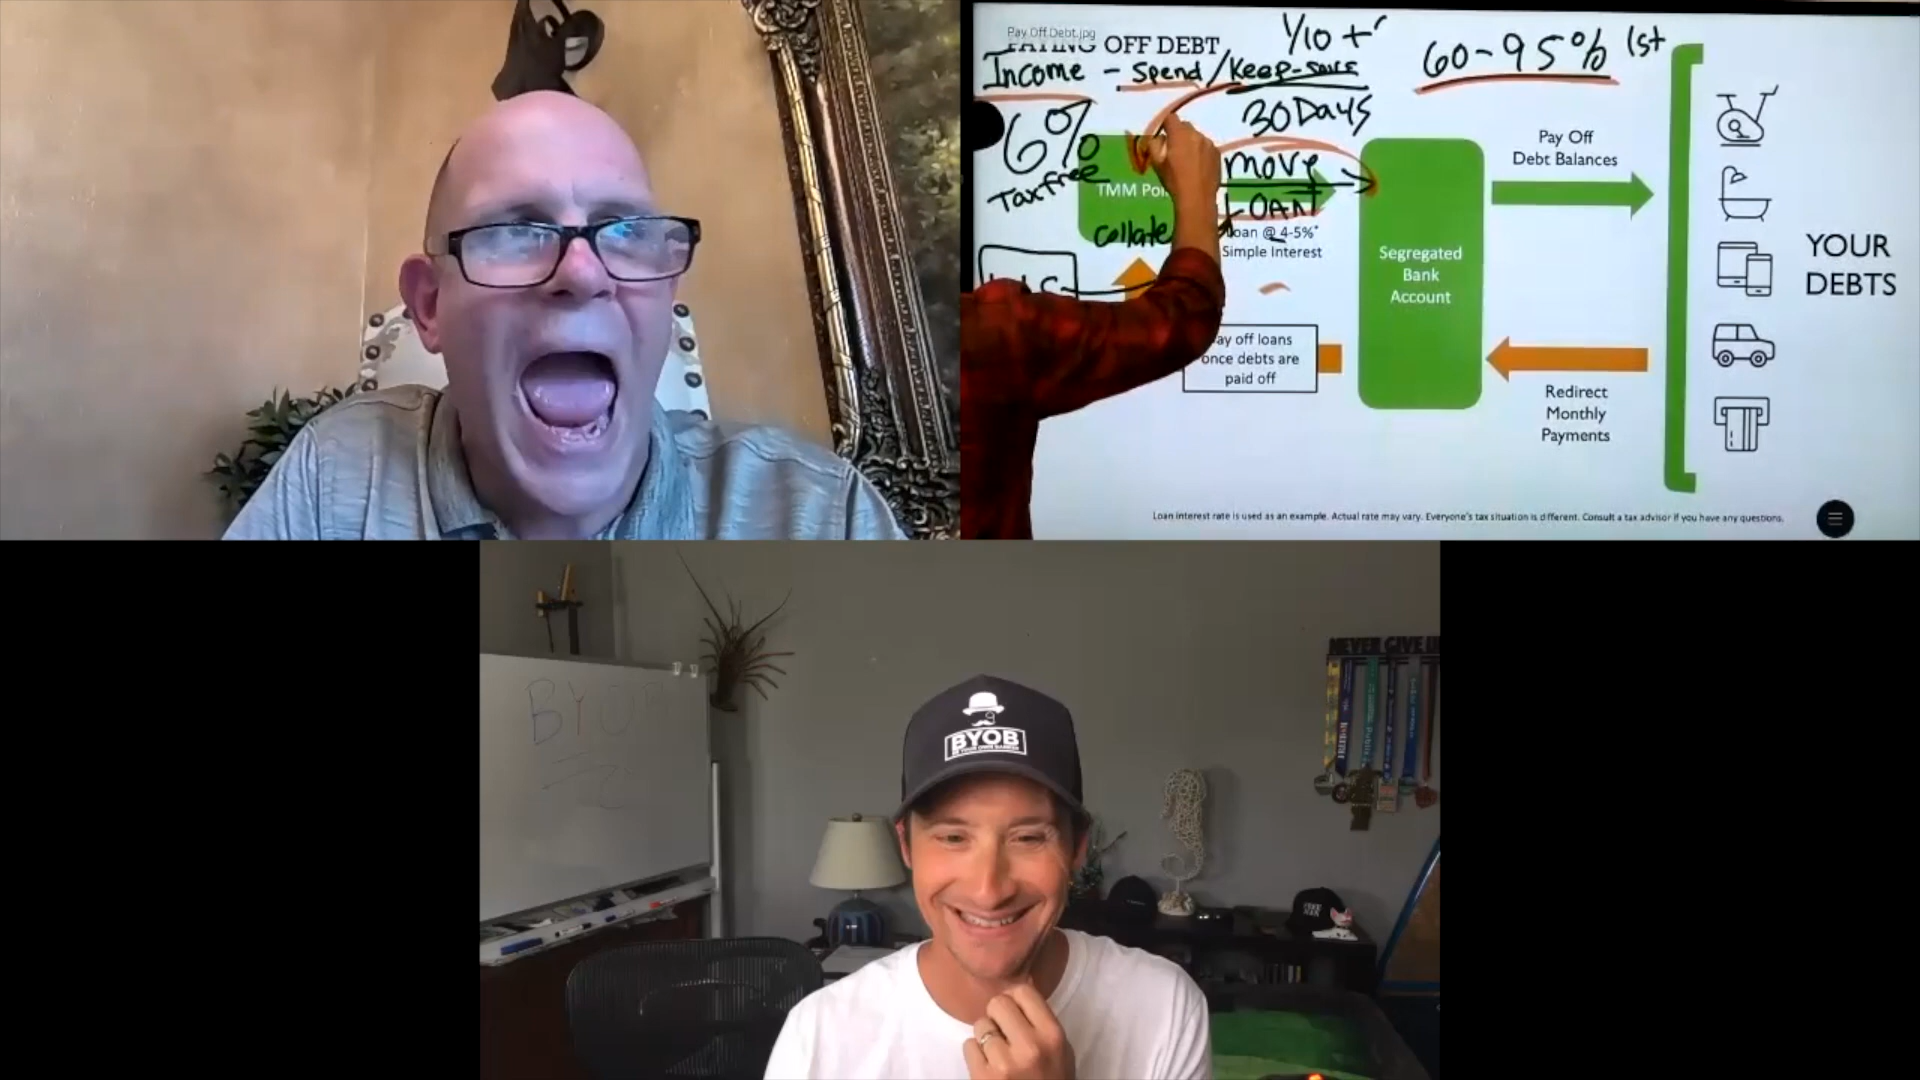 Pay Off Debt.jpg
PAYING OFF DEBT
1/10 +
60-95% 1st
Income - Spend / Keep-save
6%
Tax free
30 Days
move
LOAN
TMM
Loan @ 4-5%*
Simple Interest
Pay Off
Debt Balances
Segregated
Bank
Account
YOUR
DEBTS
Pay off loans
once debts are
paid off
Redirect
Monthly
Payments
Loan interest rate is used as an example. Actual rate may vary. Everyone's tax situation is different. Consult a tax advisor if you have any questions.
BYOB
NEVER GIVE
BYOB